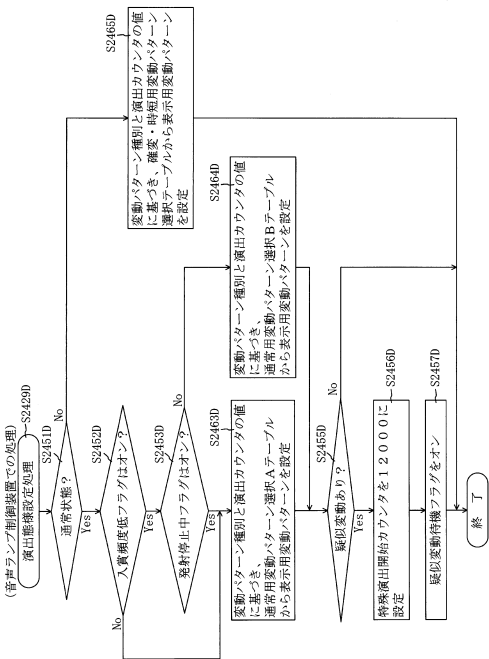 (音声ランプ制御装置での処理)
演出態様設定処理
S2429D
S2451D
通常状態?
No
Yes
S2452D
入賞頻度低フラグはオン?
No
Yes
S2453D
発射停止中フラグはオン?
No
Yes
S2463D
変動パターン種別と演出カウンタの値
に基づき、
通常用変動パターン選択Aテーブル
から表示用変動パターンを設定
S2464D
変動パターン種別と演出カウンタの値
に基づき、
通常用変動パターン選択Bテーブル
から表示用変動パターンを設定
S2465D
変動パターン種別と演出カウンタの値
に基づき、確変・時短用変動パターン
選択テーブルから表示用変動パターン
を設定
S2455D
疑似変動あり?
No
Yes
S2456D
特殊演出開始カウンタを12000に
設定
S2457D
疑似変動待機フラグをオン
終了